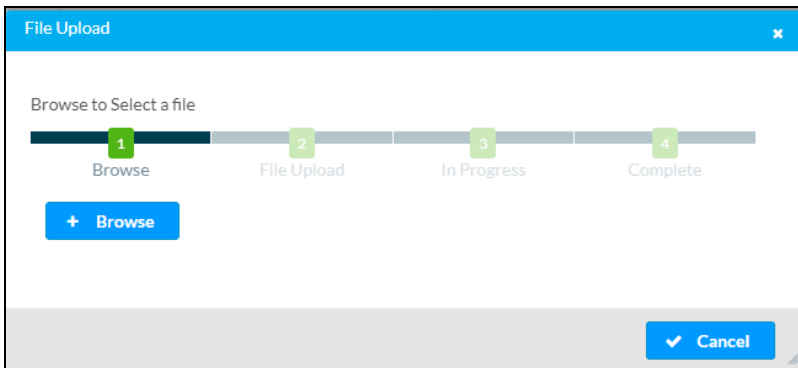 File Upload
Browse to Select a file
1 2 3 4
Browse File Upload In Progress Complete
+ Browse
Cancel